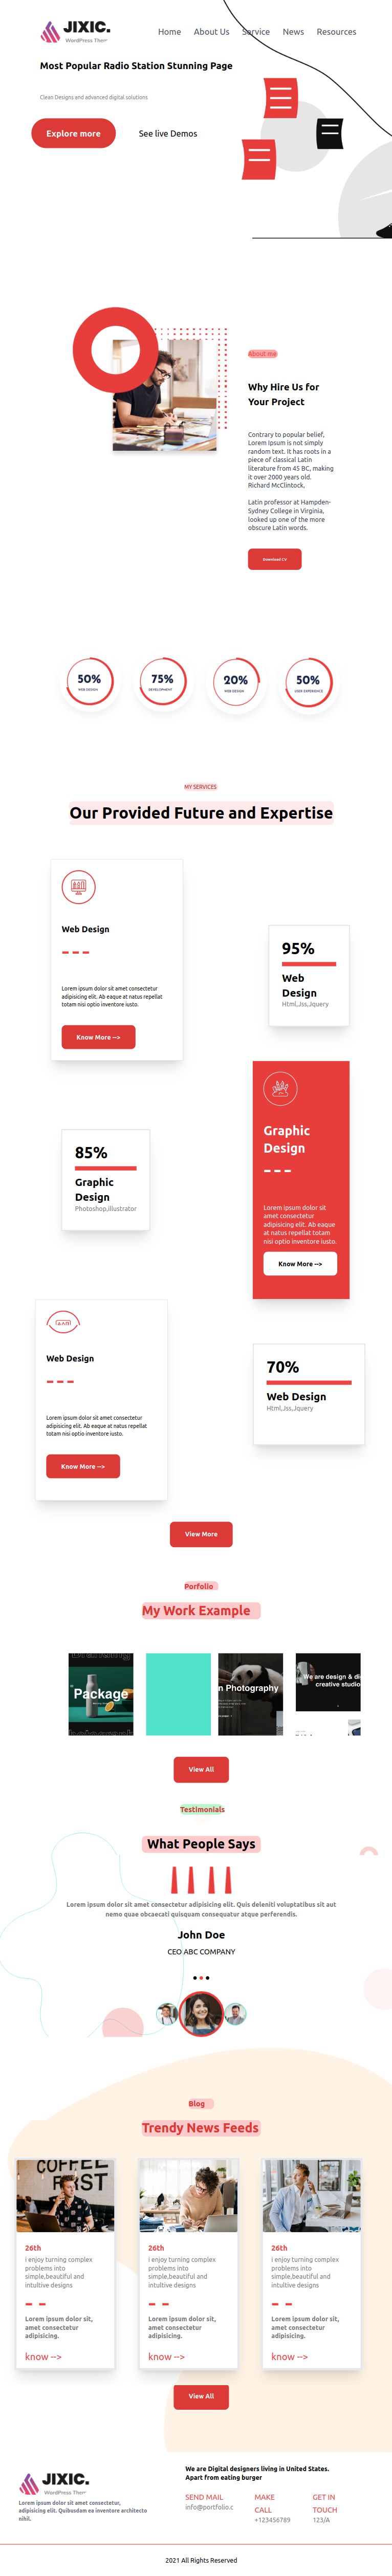 JIXIC.
WordPress Them
Home About Us Service News Resources
Most Popular Radio Station Stunning Page
Clean Designs and advanced digital solutions
Explore more See live Demos
About me
Why Hire Us for
Your Project
Contrary to popular belief,
Lorem Ipsum is not simply
random text. It has roots in a
piece of classical Latin
literature from 45 BC, making
it over 2000 years old.
Richard McClintock,
Latin professor at Hampden-
Sydney College in Virginia,
looked up one of the more
obscure Latin words.
Download CV
50% 75% 20% 50%
WEB DESIGN DEVELOPMENT WEB DESIGN USER EXPERIENCE
MY SERVICES
Our Provided Future and Expertise
Web Design
Lorem ipsum dolor sit amet consectetur
adipisicing elit. Ab eaque at natus repellat
totam nisi optio inventore iusto.
Know More -->
95%
Web
Design
Html,Jss,Jquery
85%
Graphic
Design
Photoshop,illustrator
Graphic
Design
Lorem ipsum dolor sit
amet consectetur
adipisicing elit. Ab eaque
at natus repellat totam
nisi optio inventore iusto.
Know More -->
Web Design
Lorem ipsum dolor sit amet consectetur
adipisicing elit. Ab eaque at natus repellat
totam nisi optio inventore iusto.
Know More -->
70%
Web Design
Html,Jss,Jquery
View More
Porfolio
My Work Example
Package
n Photography
We are design & di
creative studio
View All
Testimonials
What People Says
Lorem ipsum dolor sit amet consectetur adipisicing elit. Quis deleniti voluptatibus sit aut
nemo quae obcaecati quisquam consequatur atque perferendis.
John Doe
CEO ABC COMPANY
Blog
Trendy News Feeds
26th
i enjoy turning complex
problems into
simple,beautiful and
intuitive designs
Lorem ipsum dolor sit,
amet consectetur
adipisicing.
know -->
26th
i enjoy turning complex
problems into
simple,beautiful and
intuitive designs
Lorem ipsum dolor sit,
amet consectetur
adipisicing.
know -->
26th
i enjoy turning complex
problems into
simple,beautiful and
intuitive designs
Lorem ipsum dolor sit,
amet consectetur
adipisicing.
know -->
View All
JIXIC.
WordPress Them
Lorem ipsum dolor sit amet consectetur,
adipisicing elit. Quibusdam ea inventore architecto
nihil.
We are Digital designers living in United States.
Apart from eating burger
SEND MAIL
info@portfolio.c
MAKE
CALL
+123456789
GET IN
TOUCH
123/A
2021 All Rights Reserved